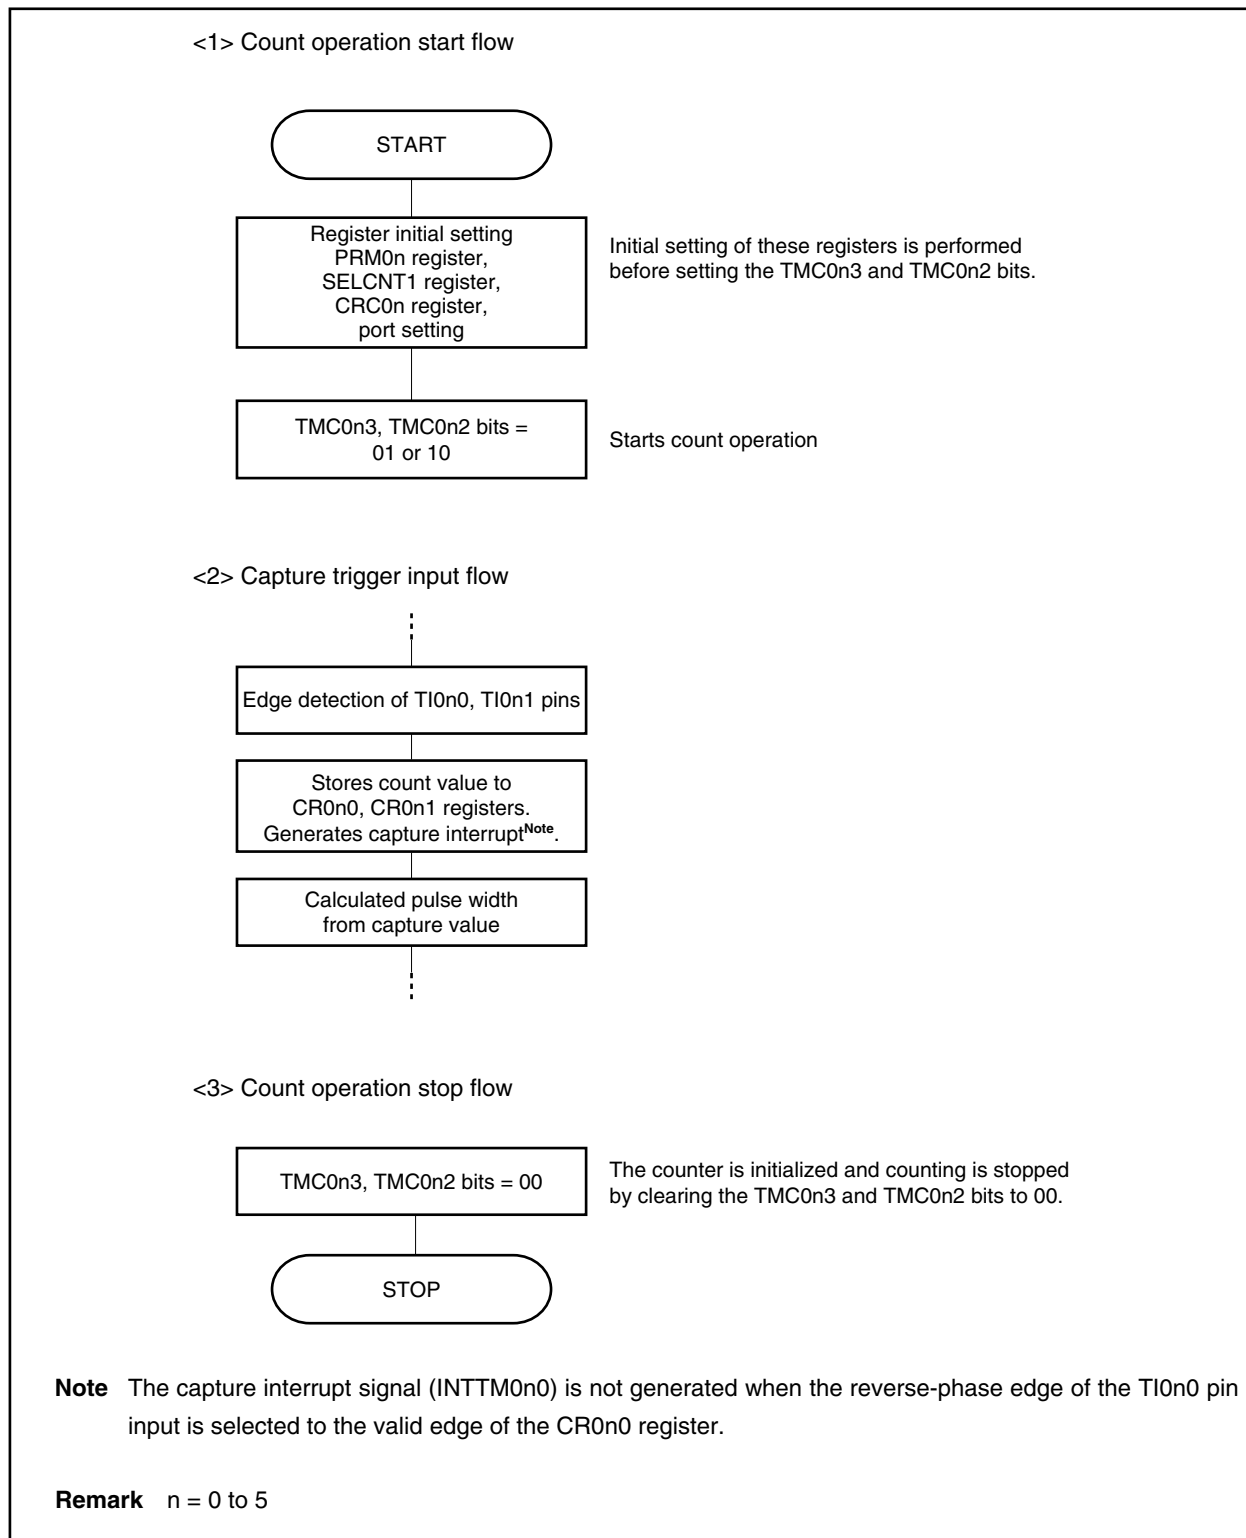 <1> Count operation start flow
START
Register initial setting
PRM0n register,
SELCNT1 register,
CRC0n register,
port setting
Initial setting of these registers is performed
before setting the TMC0n3 and TMC0n2 bits.
TMC0n3, TMC0n2 bits =
01 or 10
Starts count operation
<2> Capture trigger input flow
Edge detection of TI0n0, TI0n1 pins
Stores count value to
CR0n0, CR0n1 registers.
Generates capture interruptNote.
Calculated pulse width
from capture value
<3> Count operation stop flow
TMC0n3, TMC0n2 bits = 00
The counter is initialized and counting is stopped
by clearing the TMC0n3 and TMC0n2 bits to 00.
STOP
Note The capture interrupt signal (INTTM0n0) is not generated when the reverse-phase edge of the TI0n0 pin
input is selected to the valid edge of the CR0n0 register.
Remark n = 0 to 5